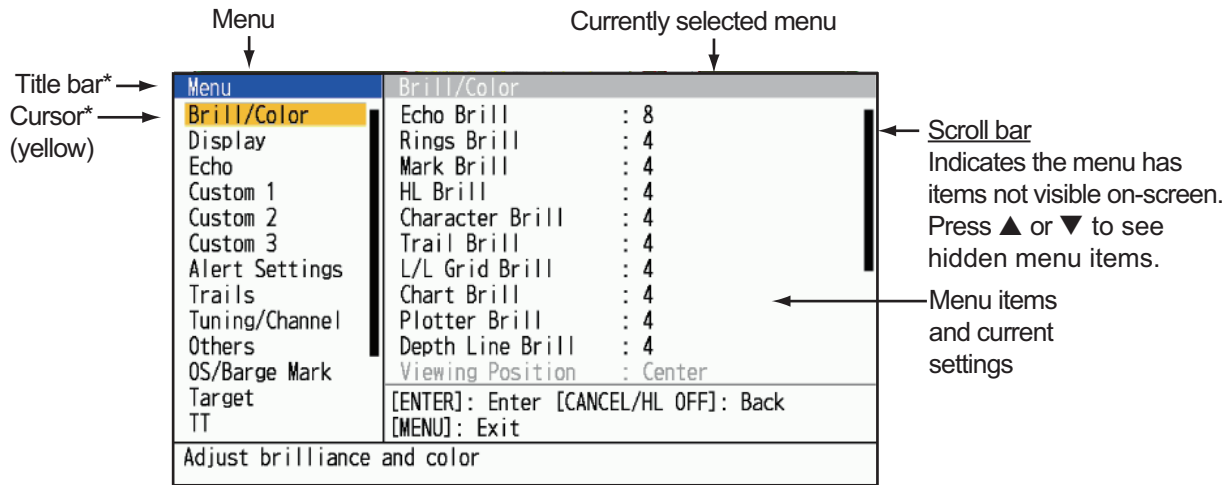 Menu
Currently selected menu
Title bar*
Cursor*
(yellow)
Menu
Brill/Color
Display
Echo
Custom 1
Custom 2
Custom 3
Alert Settings
Trails
Tuning/Channel
Others
OS/Barge Mark
Target
TT
Brill/Color
Echo Brill : 8
Rings Brill : 4
Mark Brill : 4
HL Brill : 4
Character Brill : 4
Trail Brill : 4
L/L Grid Brill : 4
Chart Brill : 4
Plotter Brill : 4
Depth Line Brill : 4
Viewing Position : Center
[ENTER]: Enter [CANCEL/HL OFF]: Back
[MENU]: Exit
Adjust brilliance and color
Scroll bar
Indicates the menu has
items not visible on-screen.
Press ▲ or ▼ to see
hidden menu items.
Menu items
and current
settings